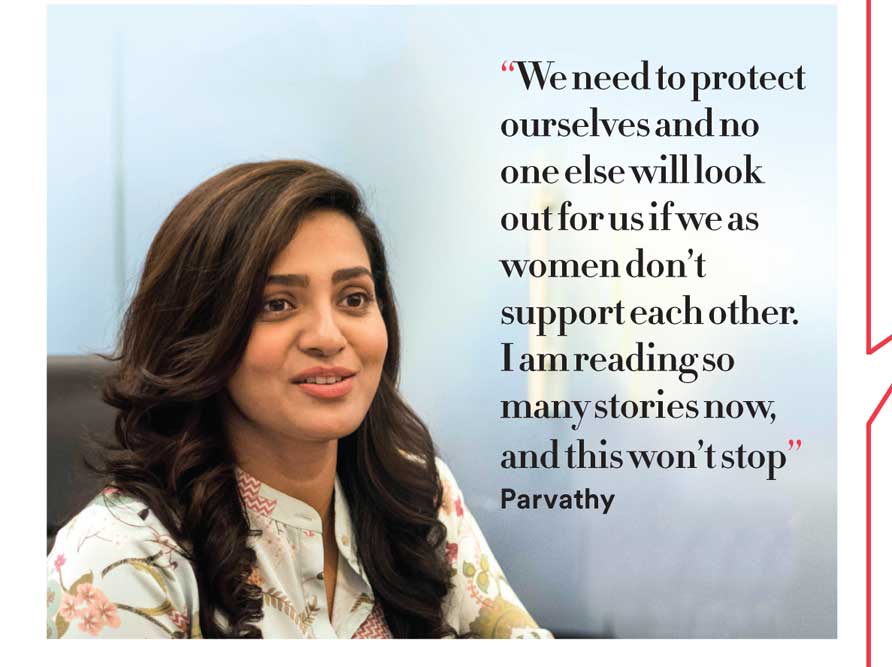 “We need to protect
ourselves and no
one else will look
out for us if we as
women don’t
support each other.
I am reading so
many stories now,
and this won’t stop”
Parvathy